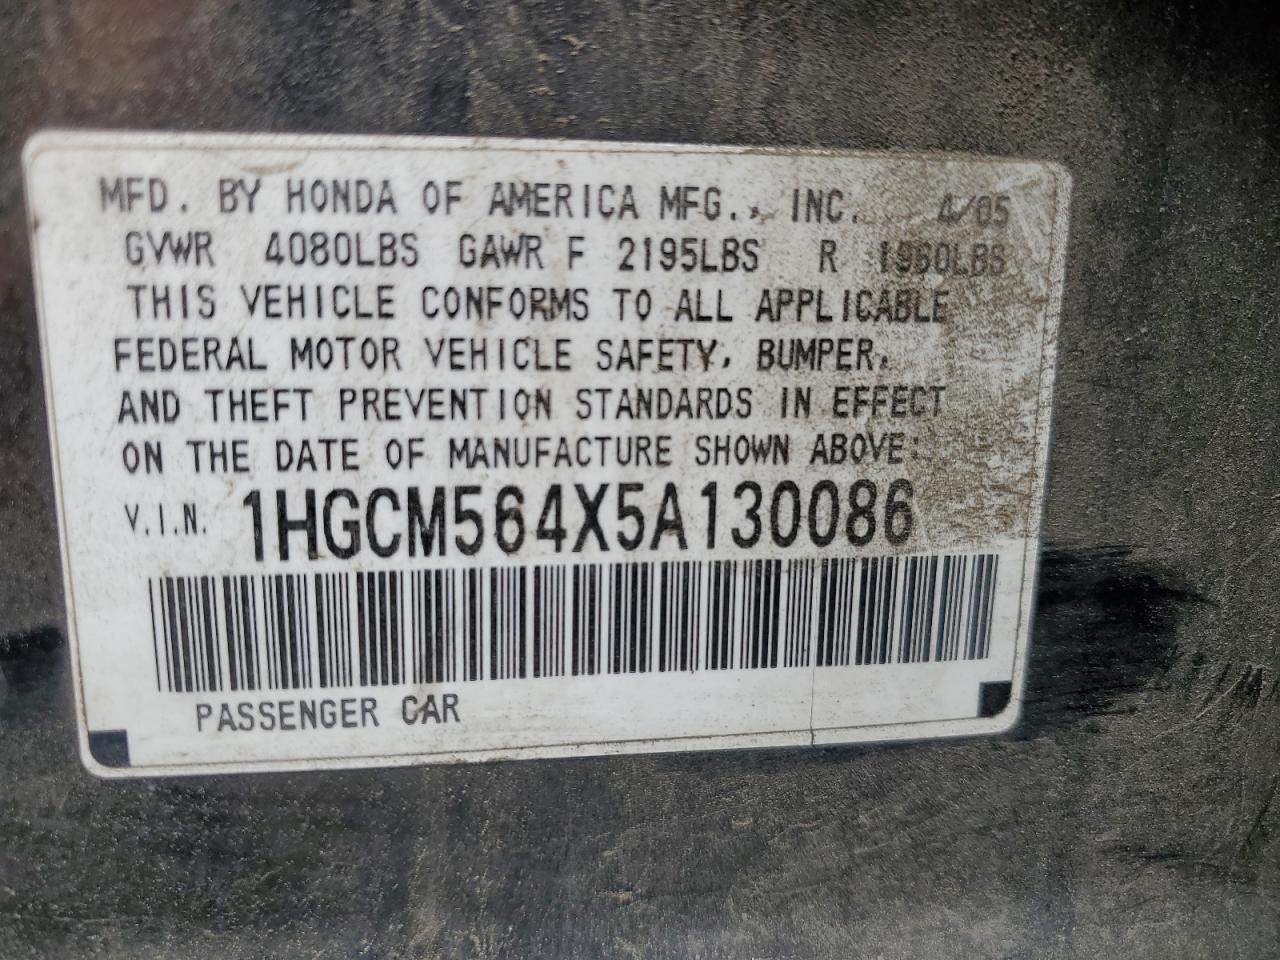 MFD. BY HONDA OF AMERICA MFG., INC. 4/05
GVWR 4080LBS GAWR F 2195LBS R 1960LBS
THIS VEHICLE CONFORMS TO ALL APPLICABLE
FEDERAL MOTOR VEHICLE SAFETY, BUMPER,
AND THEFT PREVENTION STANDARDS IN EFFECT
ON THE DATE OF MANUFACTURE SHOWN ABOVE:
V.I.N. 1HGCM564X5A130086
PASSENGER CAR